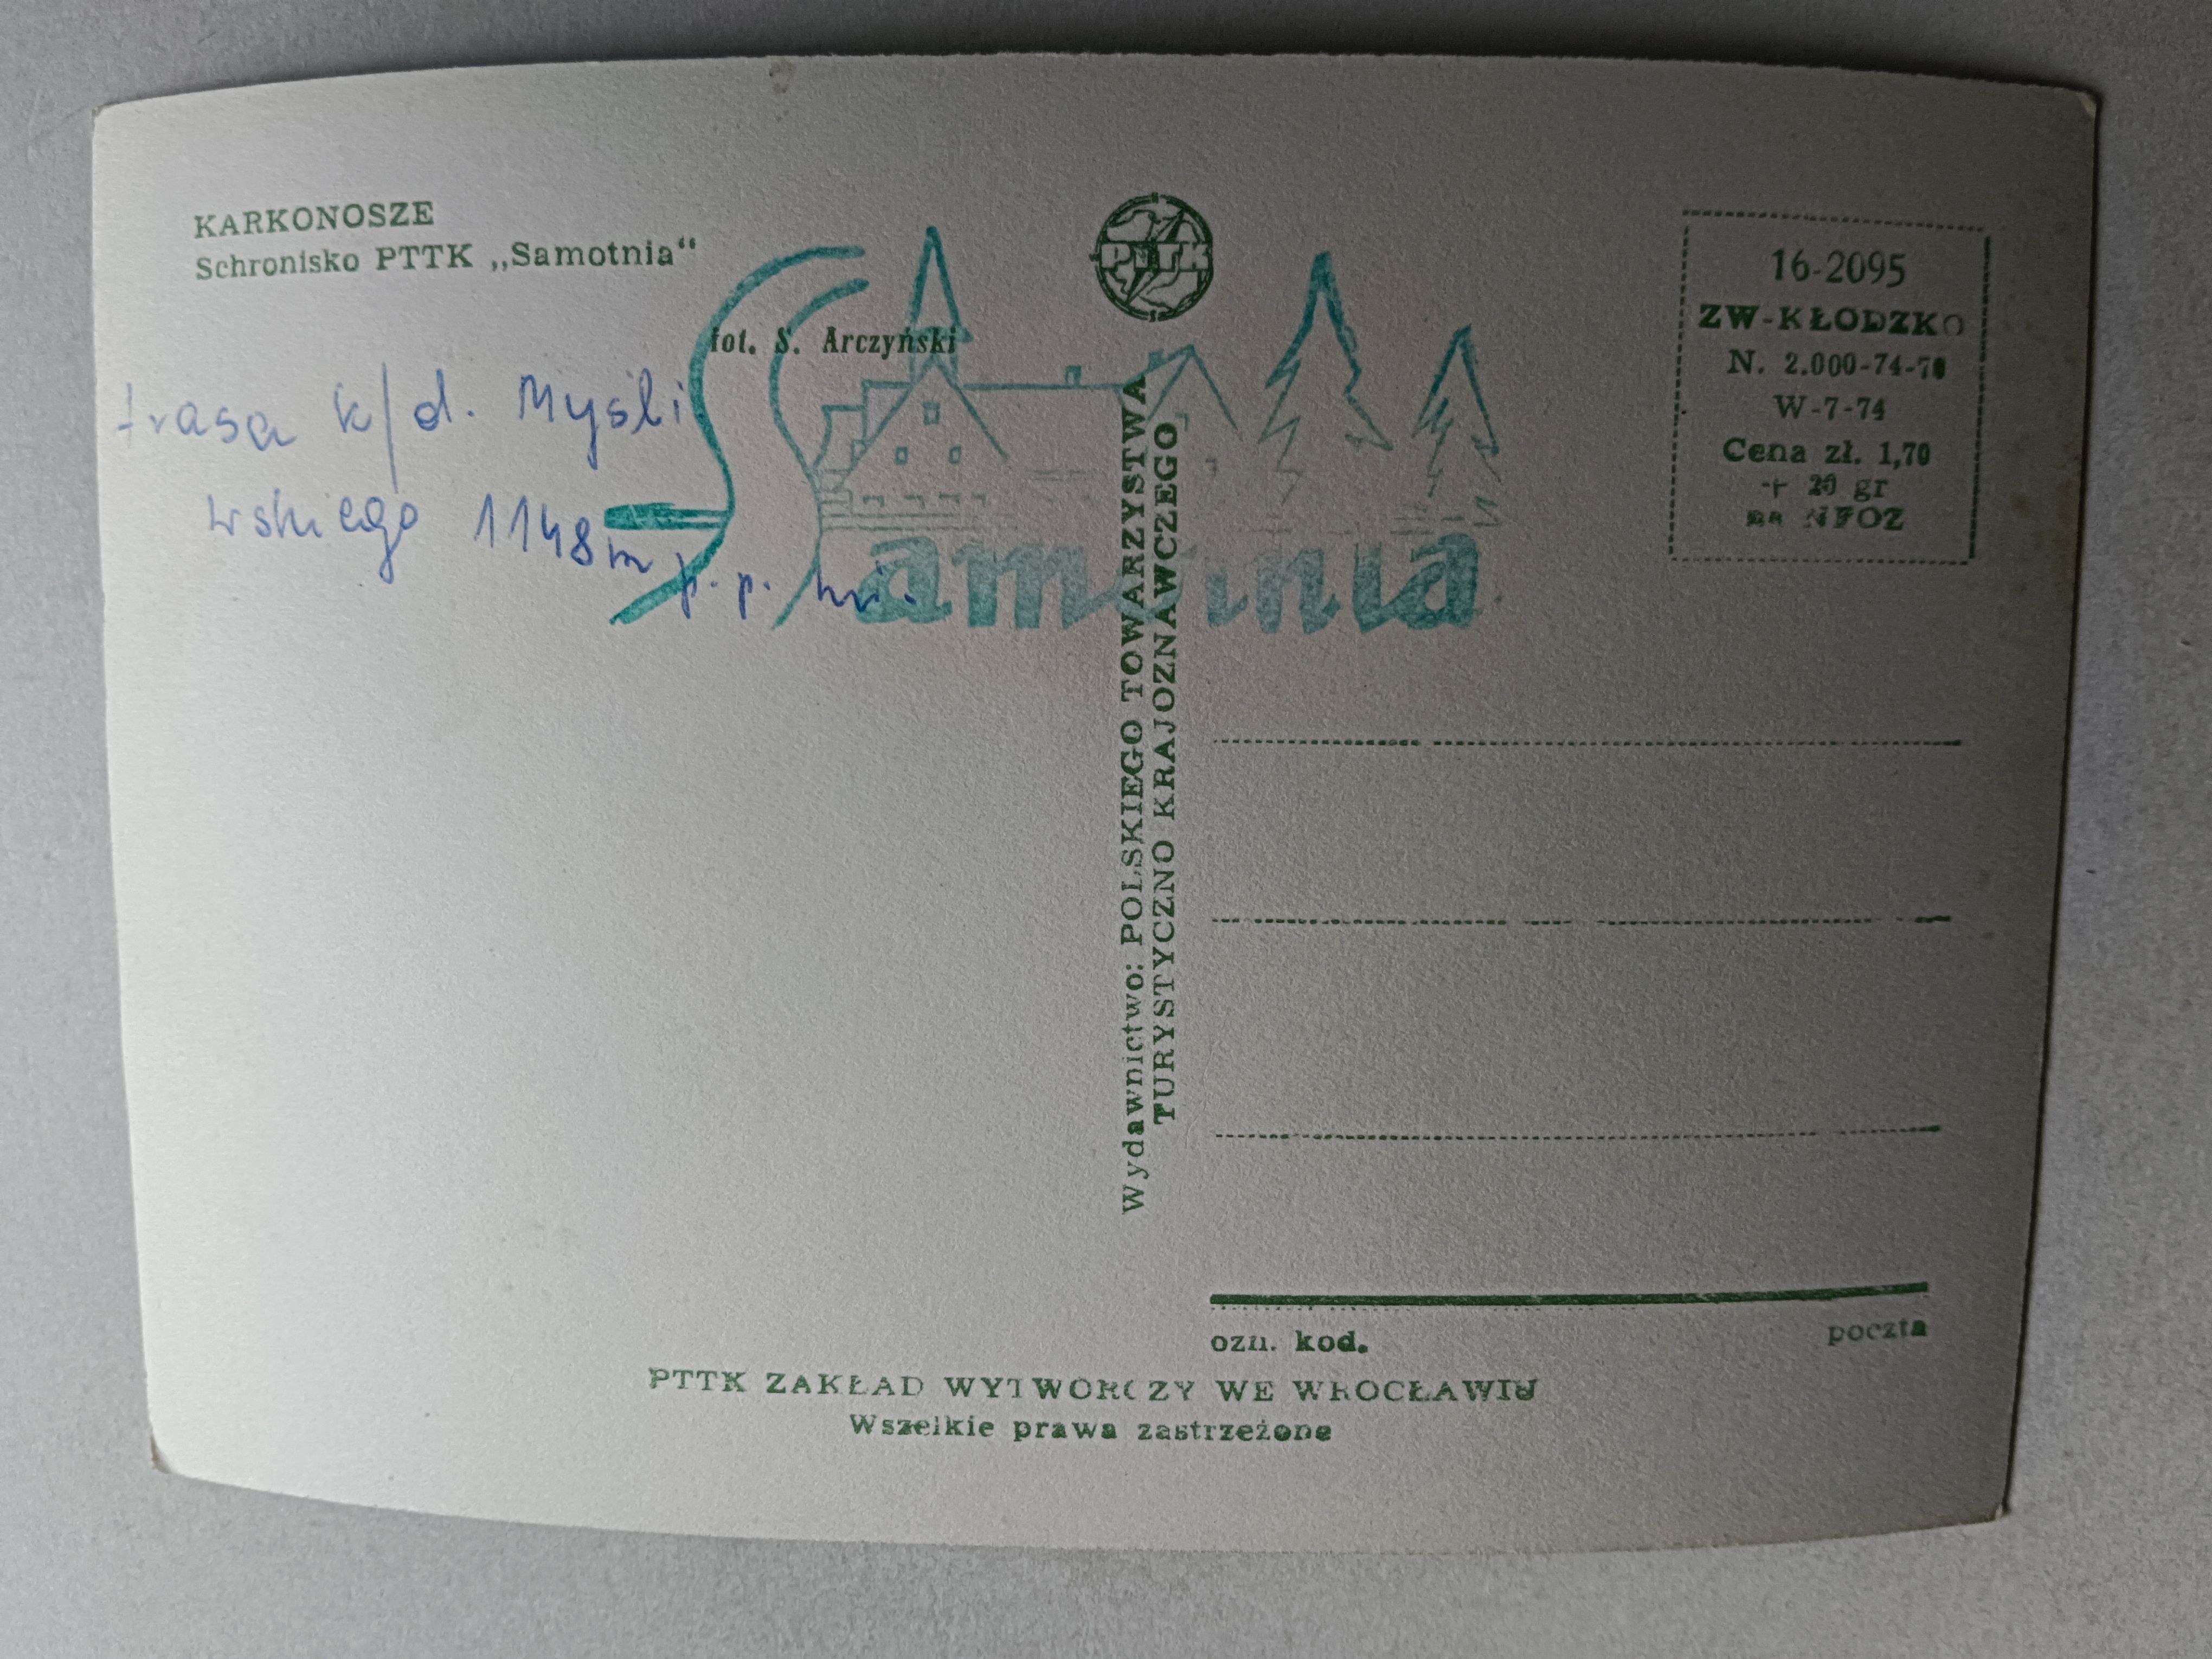 KARKONOSZE
Schronisko PTTK „Samotnia“
fot. S. Arczyński
trasa k/d. Myśli
wskiego 1148m p.p. m.
Samotnia
PTTK
Wydawnictwo: POLSKIEGO TOWARZYSTWA
TURYSTYCZNO KRAJOZNAWCZEGO
16-2095
ZW-KŁODZKO
N. 2.000-74-70
W-7-74
Cena zł. 1,70
+ 20 gr
na NFOZ
ozn. kod.
poczta
PTTK ZAKŁAD WYTWORCZY WE WROCŁAWIU
Wszelkie prawa zastrzeżone